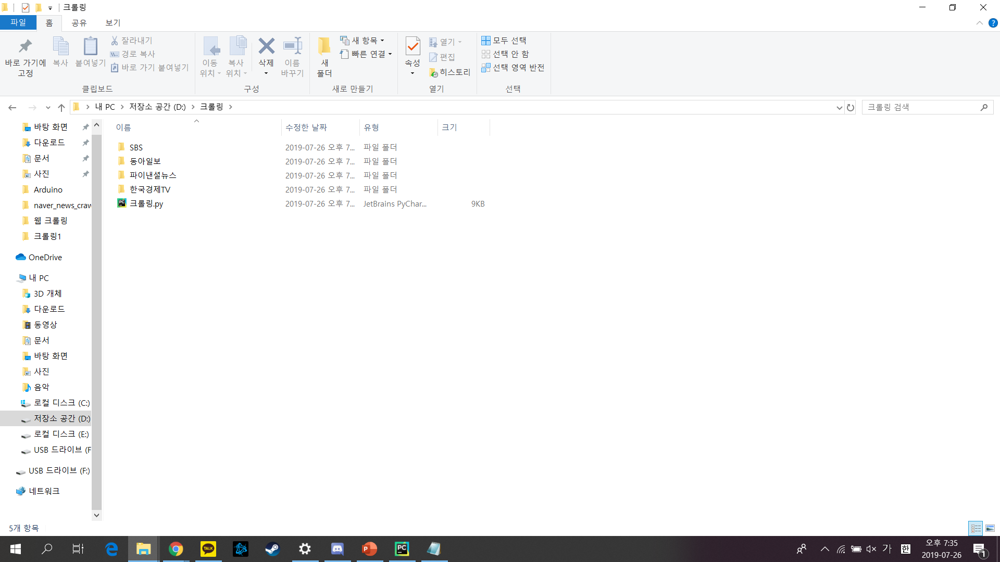 크롤링
파일 홈 공유 보기
바로 가기에 고정
복사
붙여넣기
잘라내기
경로 복사
바로 가기 붙여넣기
클립보드
이동 위치
복사 위치
삭제
이름 바꾸기
구성
새 폴더
새 항목
빠른 연결
새로 만들기
속성
열기
편집
히스토리
열기
모두 선택
선택 안 함
선택 영역 반전
선택
내 PC 저장소 공간 (D:) 크롤링
크롤링 검색
바탕 화면
다운로드
문서
사진
Arduino
naver_news_craw
웹 크롤링
크롤링1
OneDrive
내 PC
3D 개체
다운로드
동영상
문서
바탕 화면
사진
음악
로컬 디스크 (C:)
저장소 공간 (D:)
로컬 디스크 (E:)
USB 드라이브 (F
USB 드라이브 (F:)
네트워크
이름 수정한 날짜 유형 크기
SBS 2019-07-26 오후 7... 파일 폴더
동아일보 2019-07-26 오후 7... 파일 폴더
파이낸셜뉴스 2019-07-26 오후 7... 파일 폴더
한국경제TV 2019-07-26 오후 7... 파일 폴더
크롤링.py 2019-07-26 오후 7... JetBrains PyChar... 9KB
5개 항목
TALK
PC
가 한
오후 7:35
2019-07-26
1